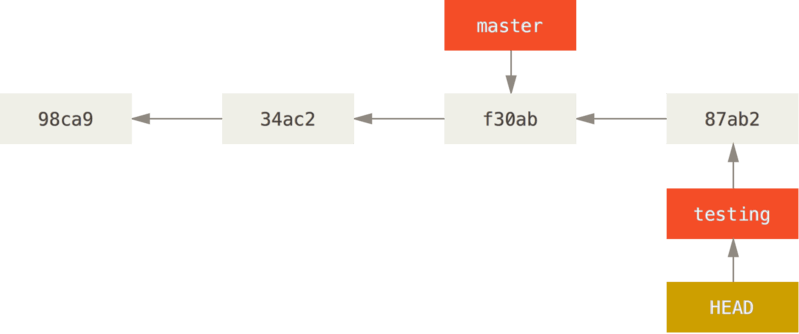 master
98ca9
34ac2
f30ab
87ab2
testing
HEAD